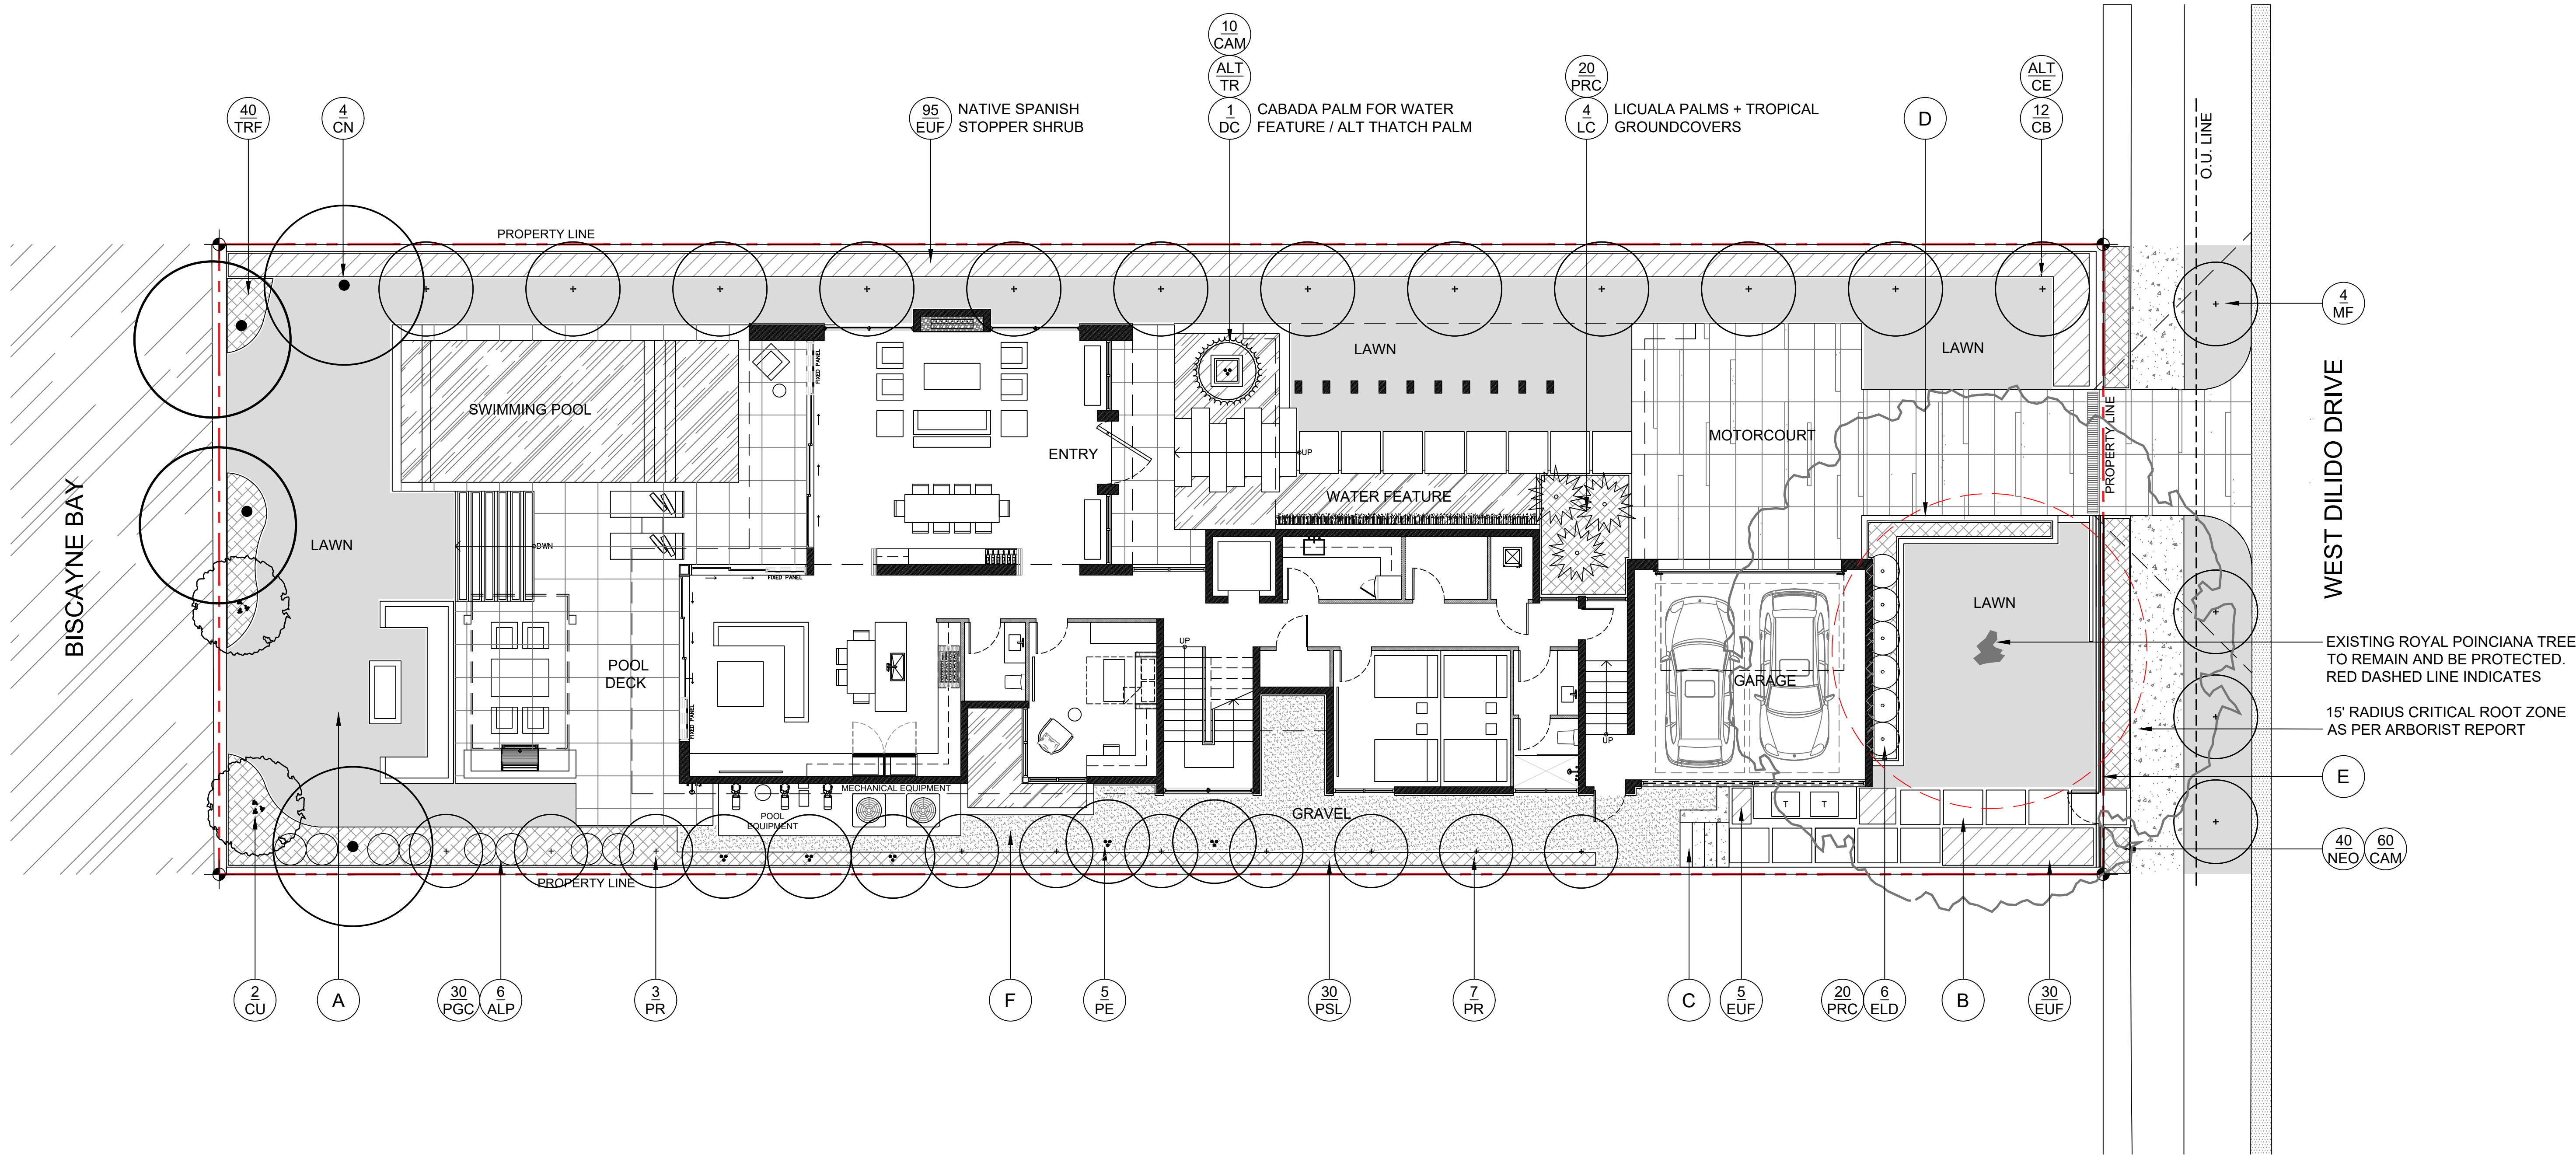 10
CAM
ALT
TR
1
DC
CABADA PALM FOR WATER
FEATURE / ALT THATCH PALM
40
TRF
4
CN
95
EUF
NATIVE SPANISH
STOPPER SHRUB
20
PRC
4
LC
LICUALA PALMS + TROPICAL
GROUNDCOVERS
D
ALT
CE
12
CB
O.U. LINE
PROPERTY LINE
4
MF
SWIMMING POOL
FIXED PANEL
LAWN
LAWN
MOTORCOURT
PROPERTY LINE
WEST DILIDO DRIVE
ENTRY
UP
WATER FEATURE
BISCAYNE BAY
LAWN
DWN
FIXED PANEL
LAWN
EXISTING ROYAL POINCIANA TREE
TO REMAIN AND BE PROTECTED.
RED DASHED LINE INDICATES
15' RADIUS CRITICAL ROOT ZONE
AS PER ARBORIST REPORT
POOL
DECK
FIXED PANEL
UP
UP
GARAGE
E
MECHANICAL EQUIPMENT
POOL
EQUIPMENT
GRAVEL
T
T
40
NEO
60
CAM
PROPERTY LINE
2
CU
A
30
PGC
6
ALP
3
PR
F
5
PE
30
PSL
7
PR
C
5
EUF
20
PRC
6
ELD
B
30
EUF